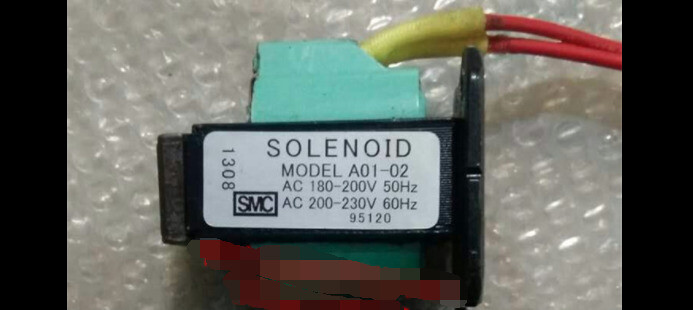 SOLENOID
MODEL A01-02
AC 180-200V 50Hz
AC 200-230V 60Hz
95120
SMC
1308